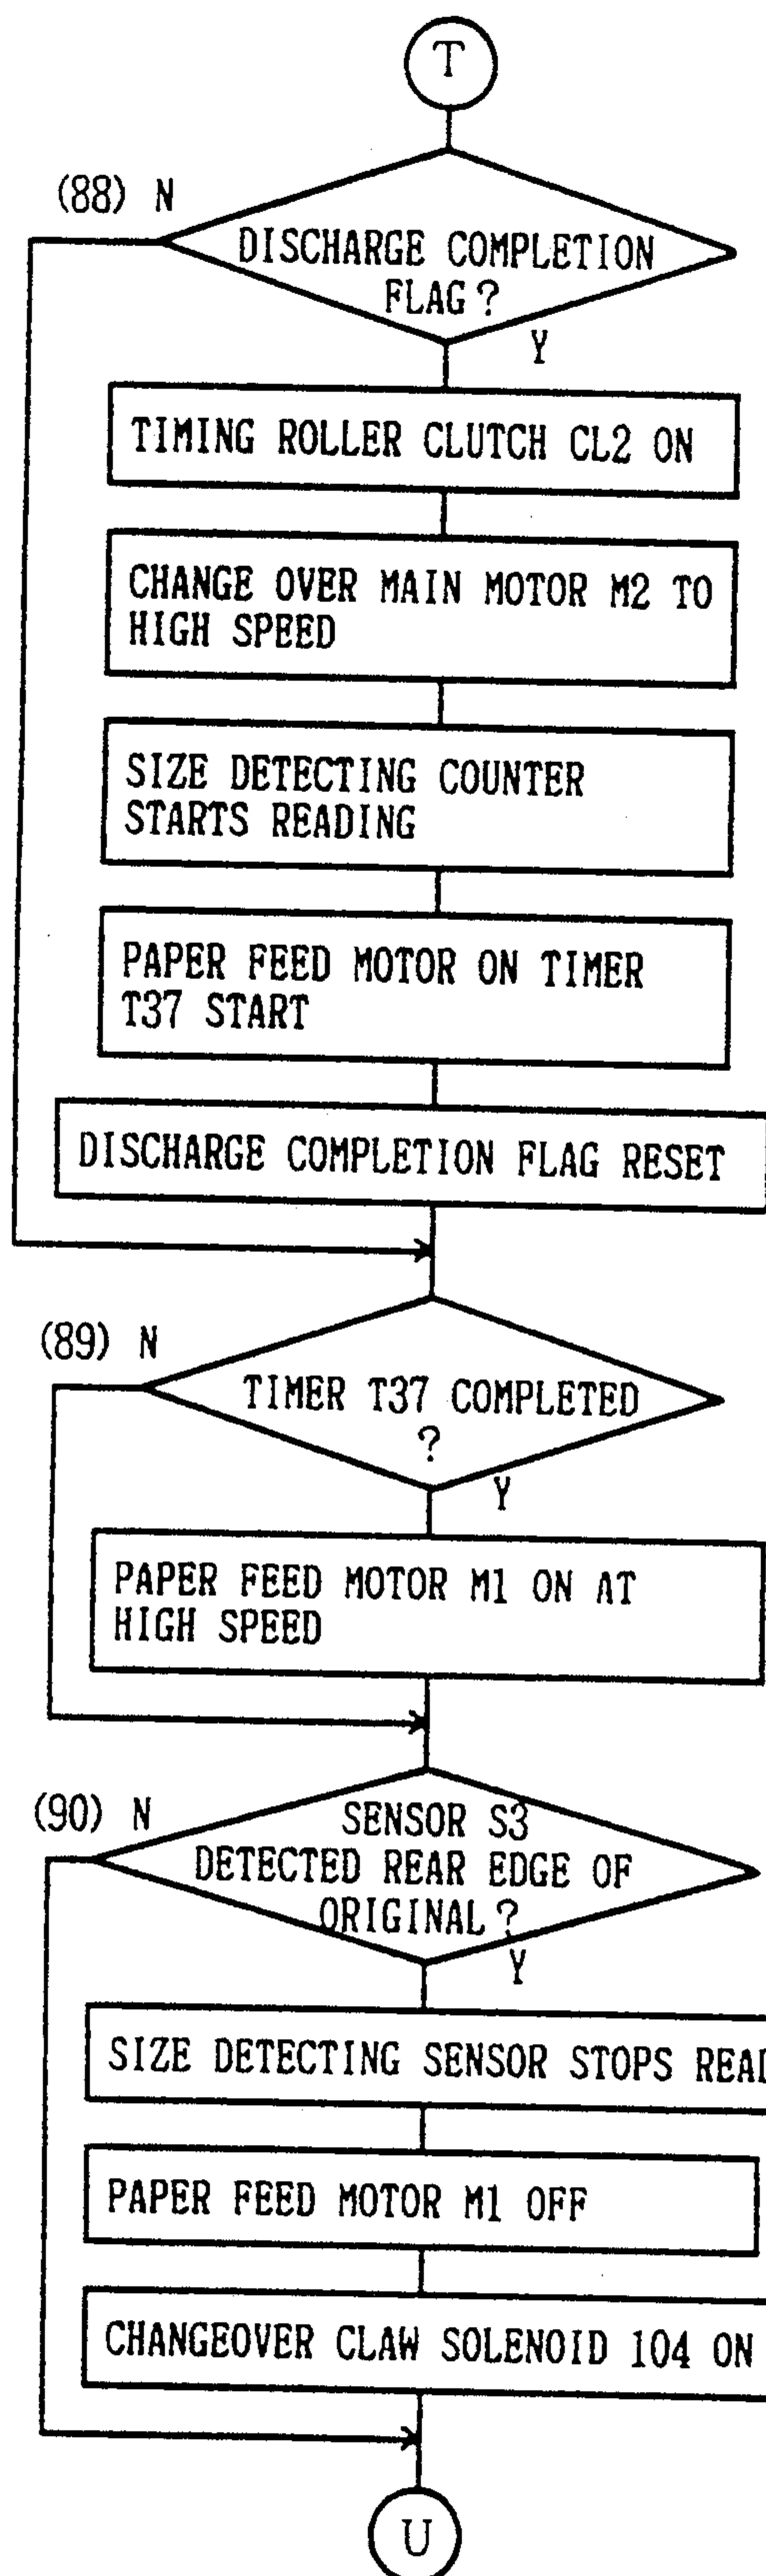 T
(88) N
DISCHARGE COMPLETION
FLAG?
Y
TIMING ROLLER CLUTCH CL2 ON
CHANGE OVER MAIN MOTOR M2 TO
HIGH SPEED
SIZE DETECTING COUNTER
STARTS READING
PAPER FEED MOTOR ON TIMER
T37 START
DISCHARGE COMPLETION FLAG RESET
(89) N
TIMER T37 COMPLETED
?
Y
PAPER FEED MOTOR M1 ON AT
HIGH SPEED
(90) N
SENSOR S3
DETECTED REAR EDGE OF
ORIGINAL?
Y
SIZE DETECTING SENSOR STOPS READ
PAPER FEED MOTOR M1 OFF
CHANGEOVER CLAW SOLENOID 104 ON
U